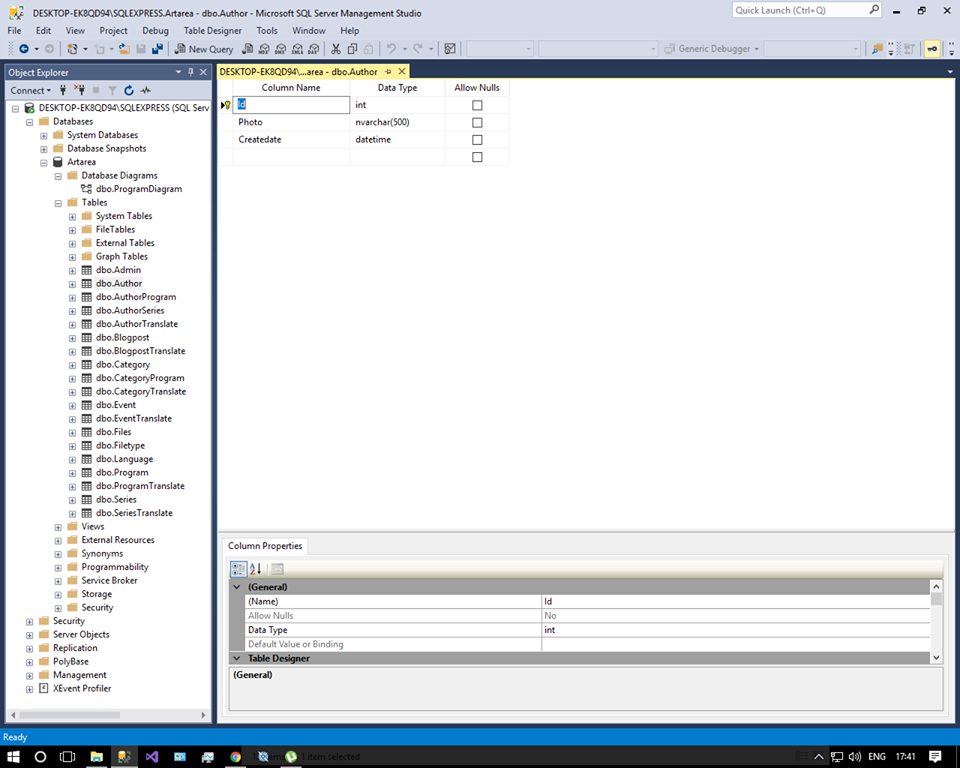 DESKTOP-EK8QD94\SQLEXPRESS.Artarea - dbo.Author - Microsoft SQL Server Management Studio
Quick Launch (Ctrl+Q)
File Edit View Project Debug Table Designer Tools Window Help
New Query
MDX DMX XMLA DAX
Generic Debugger
Object Explorer
Connect
DESKTOP-EK8QD94\SQLEXPRESS (SQL Serv
Databases
System Databases
Database Snapshots
Artarea
Database Diagrams
dbo.ProgramDiagram
Tables
System Tables
FileTables
External Tables
Graph Tables
dbo.Admin
dbo.Author
dbo.AuthorProgram
dbo.AuthorSeries
dbo.AuthorTranslate
dbo.Blogpost
dbo.BlogpostTranslate
dbo.Category
dbo.CategoryProgram
dbo.CategoryTranslate
dbo.Event
dbo.EventTranslate
dbo.Files
dbo.Filetype
dbo.Language
dbo.Program
dbo.ProgramTranslate
dbo.Series
dbo.SeriesTranslate
Views
External Resources
Synonyms
Programmability
Service Broker
Storage
Security
Security
Server Objects
Replication
PolyBase
Management
XEvent Profiler
DESKTOP-EK8QD94\...area - dbo.Author
Column Name Data Type Allow Nulls
Id int
Photo nvarchar(500)
Createdate datetime
Column Properties
(General)
(Name) Id
Allow Nulls No
Data Type int
Default Value or Binding
Table Designer
(General)
Ready
1 item selected
ENG 17:41